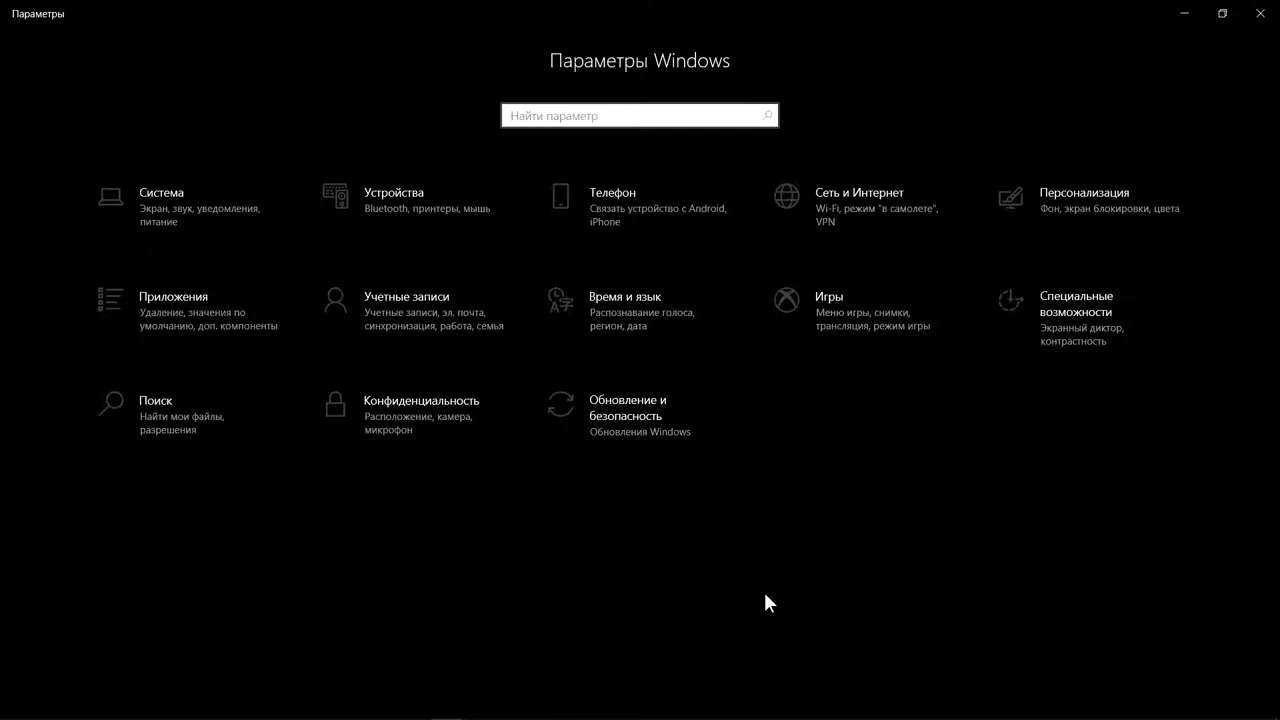 Параметры
Параметры Windows
Найти параметр
Система
Экран, звук, уведомления,
питание
Устройства
Bluetooth, принтеры, мышь
Телефон
Связать устройство с Android,
iPhone
Сеть и Интернет
Wi-Fi, режим "в самолете",
VPN
Персонализация
Фон, экран блокировки, цвета
Приложения
Удаление, значения по
умолчанию, доп. компоненты
Учетные записи
Учетные записи, эл. почта,
синхронизация, работа, семья
Время и язык
Распознавание голоса,
регион, дата
Игры
Меню игры, снимки,
трансляция, режим игры
Специальные
возможности
Экранный диктор,
контрастность
Поиск
Найти мои файлы,
разрешения
Конфиденциальность
Расположение, камера,
микрофон
Обновление и
безопасность
Обновления Windows